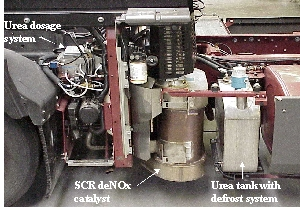 Urea dosage
system
SCR deNOx
catalyst
Urea tank with
defrost system